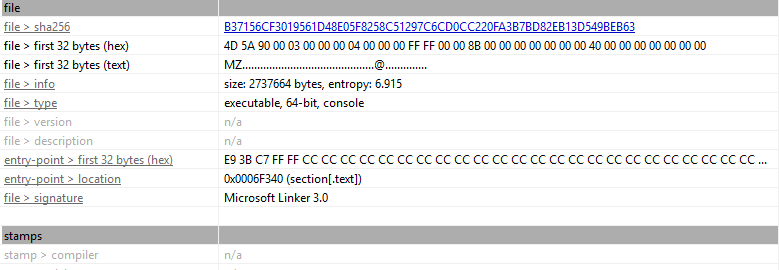 file
file > sha256 B37156CF3019561D48E05F8258C51297C6CD0CC220FA3B7BD82EB13D549BEB63
file > first 32 bytes (hex) 4D 5A 90 00 03 00 00 00 04 00 00 00 FF FF 00 00 8B 00 00 00 00 00 00 00 40 00 00 00 00 00 00 00
file > first 32 bytes (text) MZ..............................................@..............
file > info size: 2737664 bytes, entropy: 6.915
file > type executable, 64-bit, console
file > version n/a
file > description n/a
entry-point > first 32 bytes (hex) E9 3B C7 FF FF CC CC CC CC CC CC CC CC CC CC CC CC CC CC CC CC CC CC CC CC CC CC CC ...
entry-point > location 0x0006F340 (section[.text])
file > signature Microsoft Linker 3.0
stamps
stamp > compiler n/a